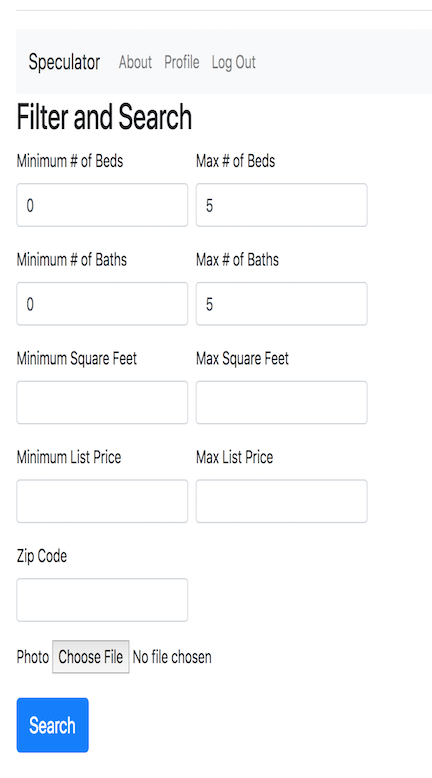 Speculator About Profile Log Out
Filter and Search
Minimum # of Beds Max # of Beds
0 5
Minimum # of Baths Max # of Baths
0 5
Minimum Square Feet Max Square Feet
Minimum List Price Max List Price
Zip Code
Photo Choose File No file chosen
Search